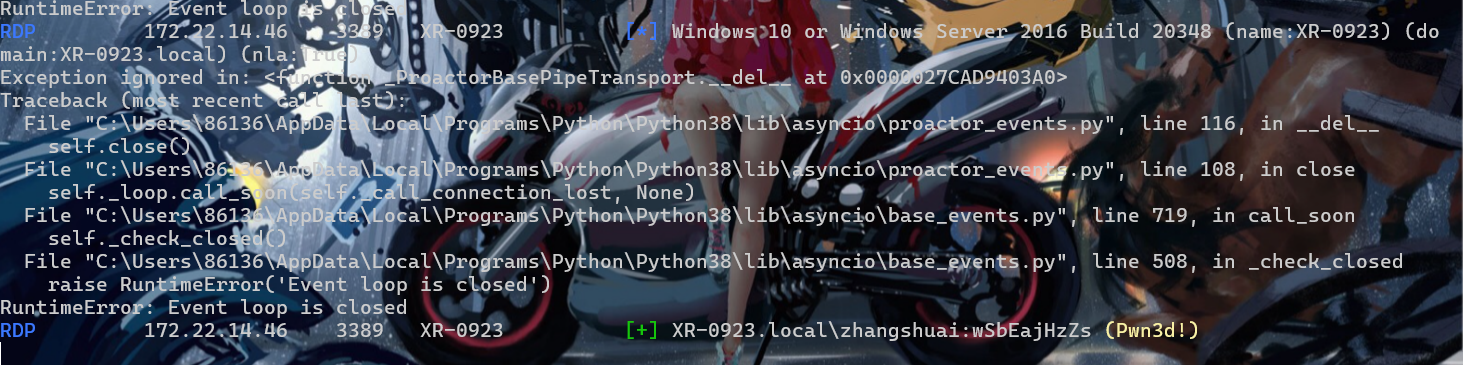 RuntimeError: Event loop is closed
RDP 172.22.14.46 3389 XR-0923 [*] Windows 10 or Windows Server 2016 Build 20348 (name:XR-0923) (do
main:XR-0923.local) (nla:True)
Exception ignored in: <function _ProactorBasePipeTransport.__del__ at 0x0000027CAD9403A0>
Traceback (most recent call last):
  File "C:\Users\86136\AppData\Local\Programs\Python\Python38\lib\asyncio\proactor_events.py", line 116, in __del__
    self.close()
  File "C:\Users\86136\AppData\Local\Programs\Python\Python38\lib\asyncio\proactor_events.py", line 108, in close
    self._loop.call_soon(self._call_connection_lost, None)
  File "C:\Users\86136\AppData\Local\Programs\Python\Python38\lib\asyncio\base_events.py", line 719, in call_soon
    self._check_closed()
  File "C:\Users\86136\AppData\Local\Programs\Python\Python38\lib\asyncio\base_events.py", line 508, in _check_closed
    raise RuntimeError('Event loop is closed')
RuntimeError: Event loop is closed
RDP 172.22.14.46 3389 XR-0923 [+] XR-0923.local\zhangshuai:wSbEajHzZs (Pwn3d!)